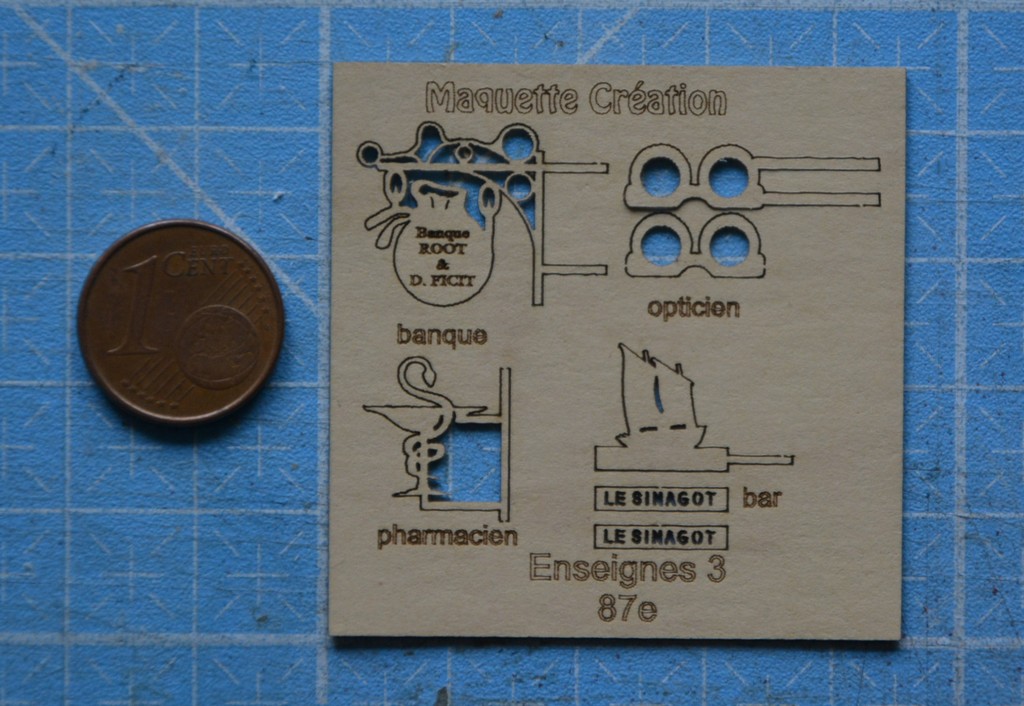 Maquette Création
1 CENT
Banque
ROOT
&
D. FICIT
banque
opticien
LE SINAGOT
bar
LE SINAGOT
pharmacien
Enseignes 3
87e